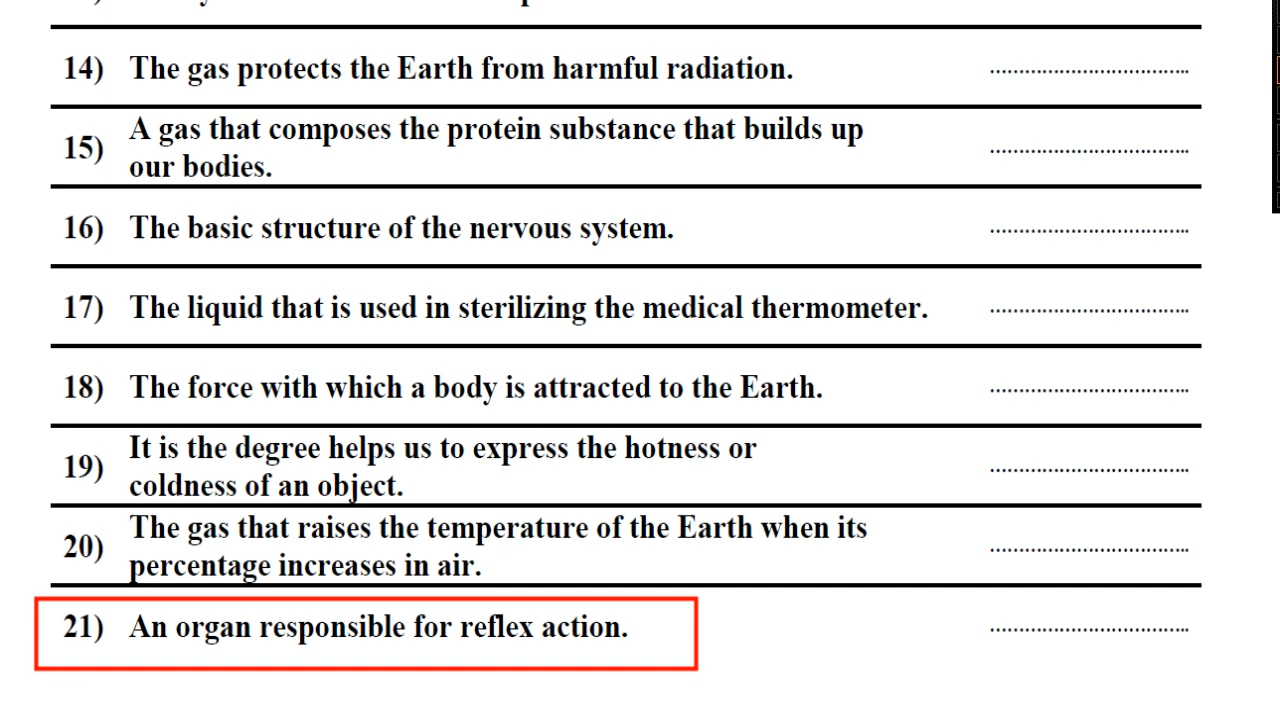 14) The gas protects the Earth from harmful radiation. ....................................
15) A gas that composes the protein substance that builds up
our bodies. ....................................
16) The basic structure of the nervous system. ....................................
17) The liquid that is used in sterilizing the medical thermometer. ....................................
18) The force with which a body is attracted to the Earth. ....................................
19) It is the degree helps us to express the hotness or
coldness of an object. ....................................
20) The gas that raises the temperature of the Earth when its
percentage increases in air. ....................................
21) An organ responsible for reflex action. ....................................